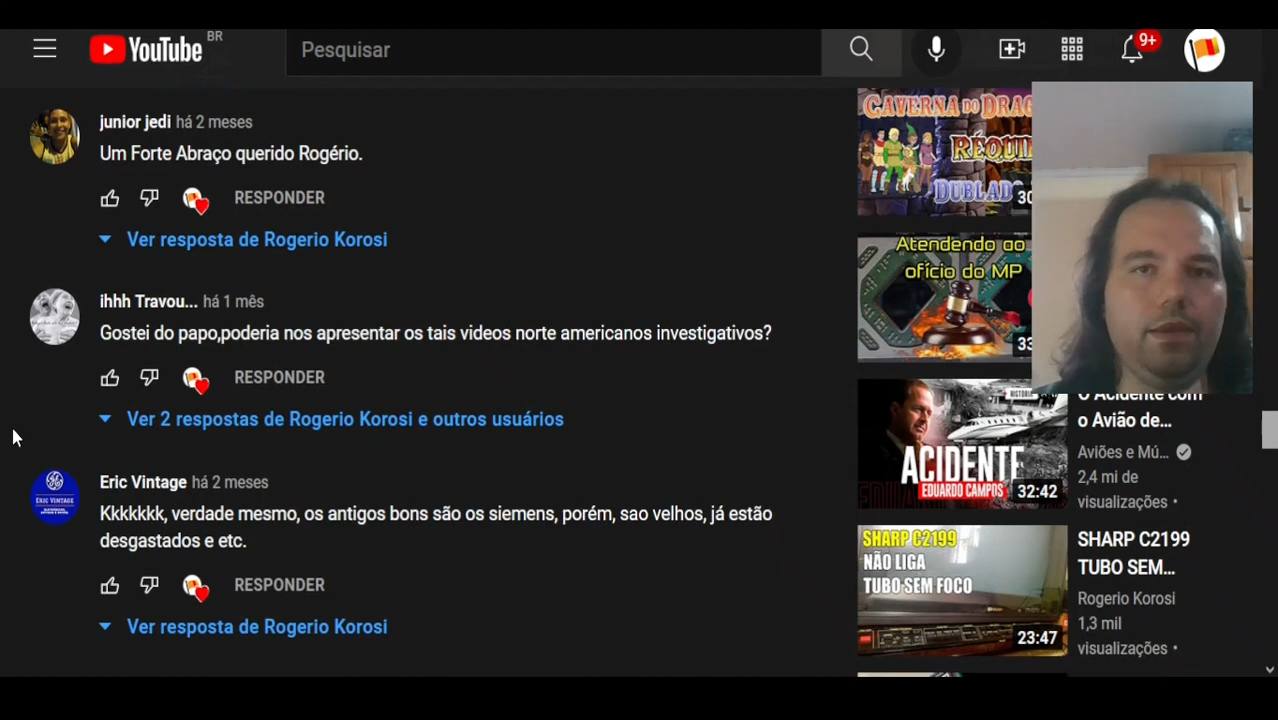 YouTube BR
Pesquisar
9+
junior jedi há 2 meses
Um Forte Abraço querido Rogério.
RESPONDER
Ver resposta de Rogerio Korosi
ihhh Travou... há 1 mês
Gostei do papo,poderia nos apresentar os tais videos norte americanos investigativos?
RESPONDER
Ver 2 respostas de Rogerio Korosi e outros usuários
Eric Vintage há 2 meses
Kkkkkkk, verdade mesmo, os antigos bons são os siemens, porém, sao velhos, já estão
desgastados e etc.
RESPONDER
Ver resposta de Rogerio Korosi
ERIC VINTAGE
CAVERNA DO DRAG
RÉQUI
DUBLAD
30
Atendendo ao
ofício do MP
33
ACIDENTE
EDUARDO CAMPOS
32:42
O Acidente com
o Avião de...
Aviões e Mú...
2,4 mi de
visualizações •
SHARP C2199
NÃO LIGA
TUBO SEM FOCO
23:47
SHARP C2199
TUBO SEM...
Rogerio Korosi
1,3 mil
visualizações •